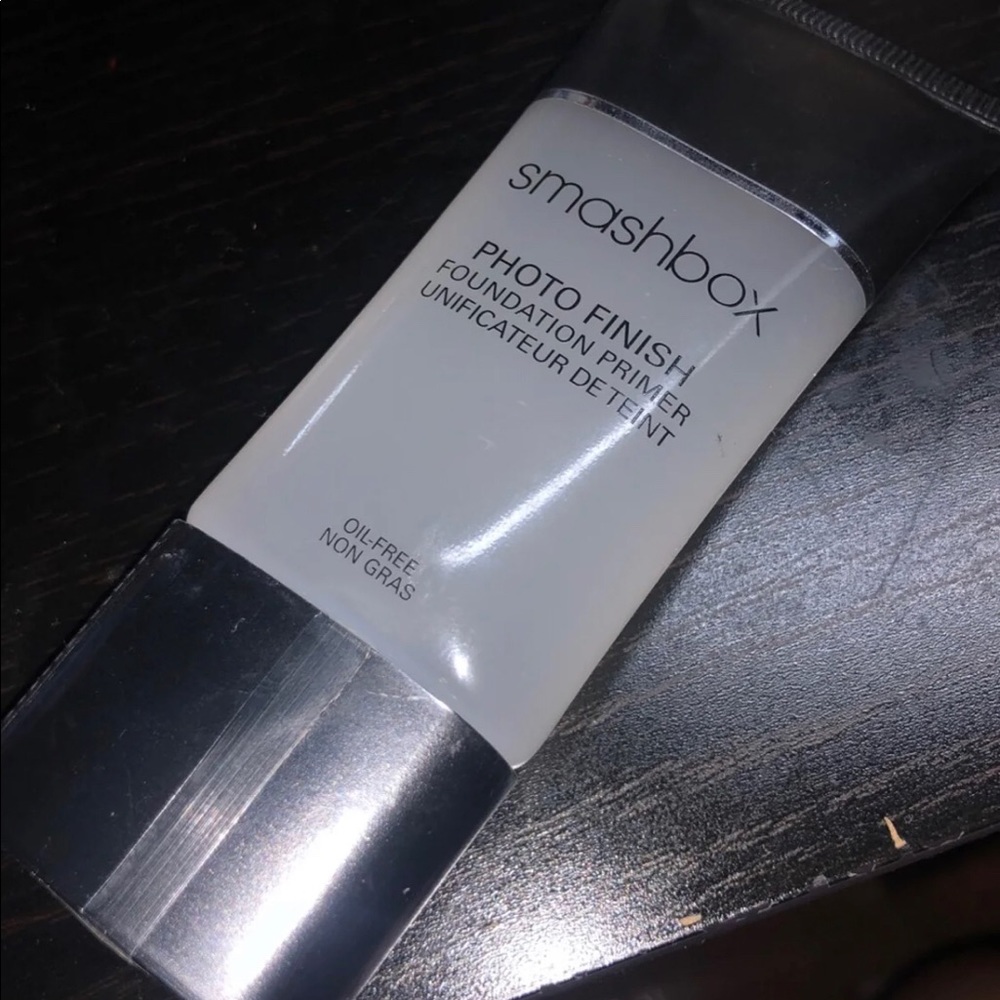 smashbox
PHOTO FINISH
FOUNDATION PRIMER
UNIFICATEUR DE TEINT
OIL-FREE
NON GRAS